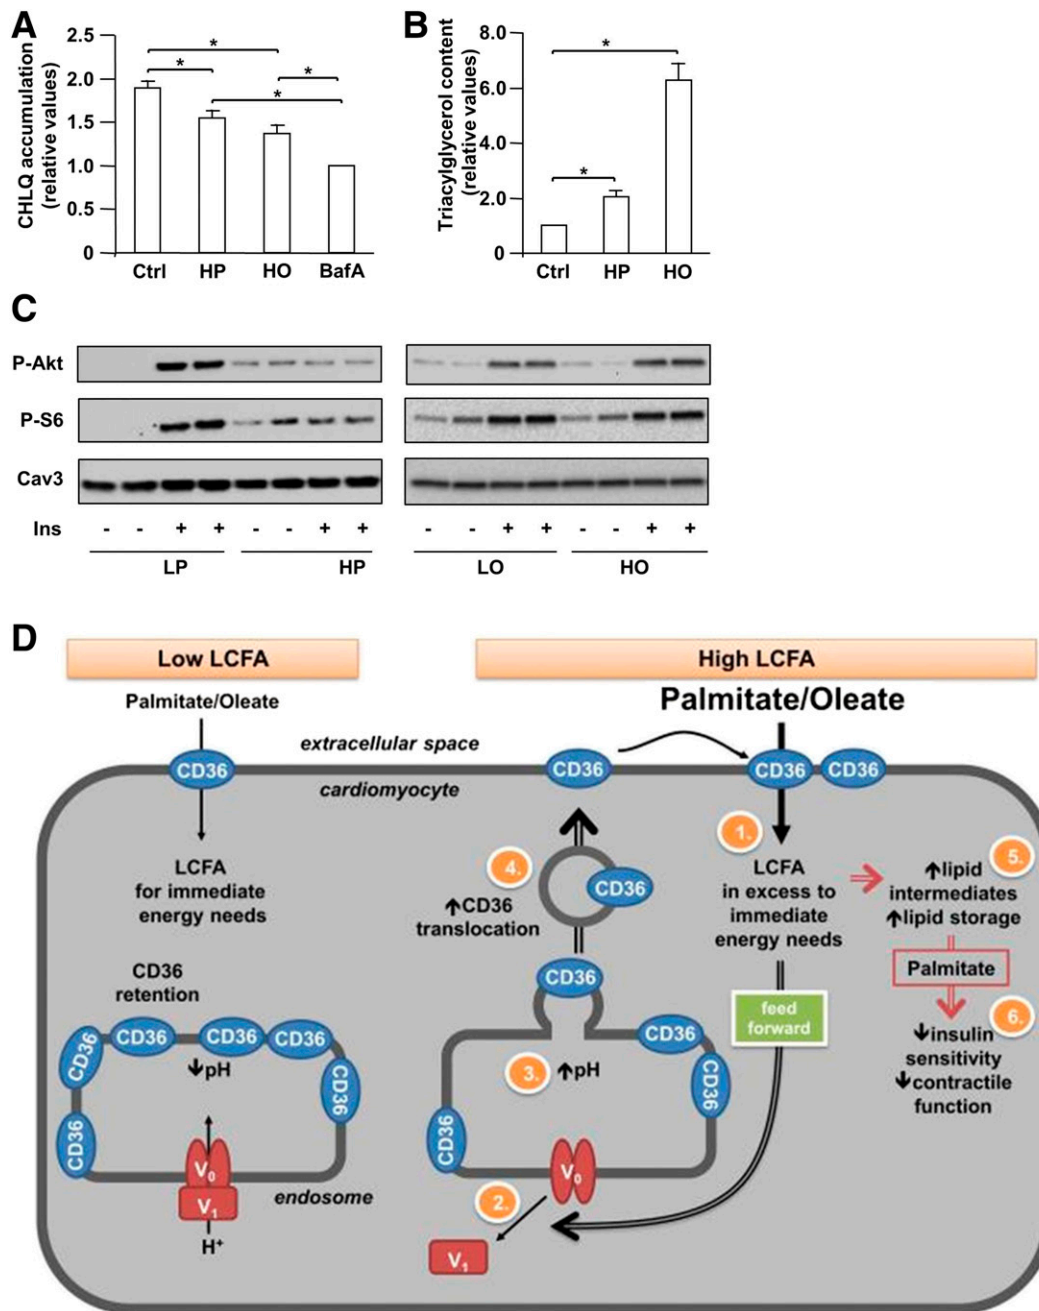 A
CHLQ accumulation
(relative values)
2.5
2.0
1.5
1.0
0.5
0
*
*
*
*
Ctrl HP HO BafA
B
Triacylglycerol content
(relative values)
8.0
6.0
4.0
2.0
0
*
*
Ctrl HP HO
C
P-Akt
P-S6
Cav3
Ins - - + + - - + + - - + + - - + +
LP HP LO HO
D
Low LCFA
High LCFA
Palmitate/Oleate
Palmitate/Oleate
extracellular space
cardiomyocyte
CD36
CD36
CD36
CD36
LCFA
for immediate
energy needs
1.
LCFA
in excess to
immediate
energy needs
5.
↑lipid
intermediates
↑lipid storage
4.
CD36
↑CD36
translocation
Palmitate
6.
↓insulin
sensitivity
↓contractile
function
feed
forward
CD36
retention
CD36
CD36
CD36
CD36
CD36
CD36
↓pH
V0
V1
H+
endosome
CD36
CD36
CD36
CD36
3.
↑pH
V0
2.
V1